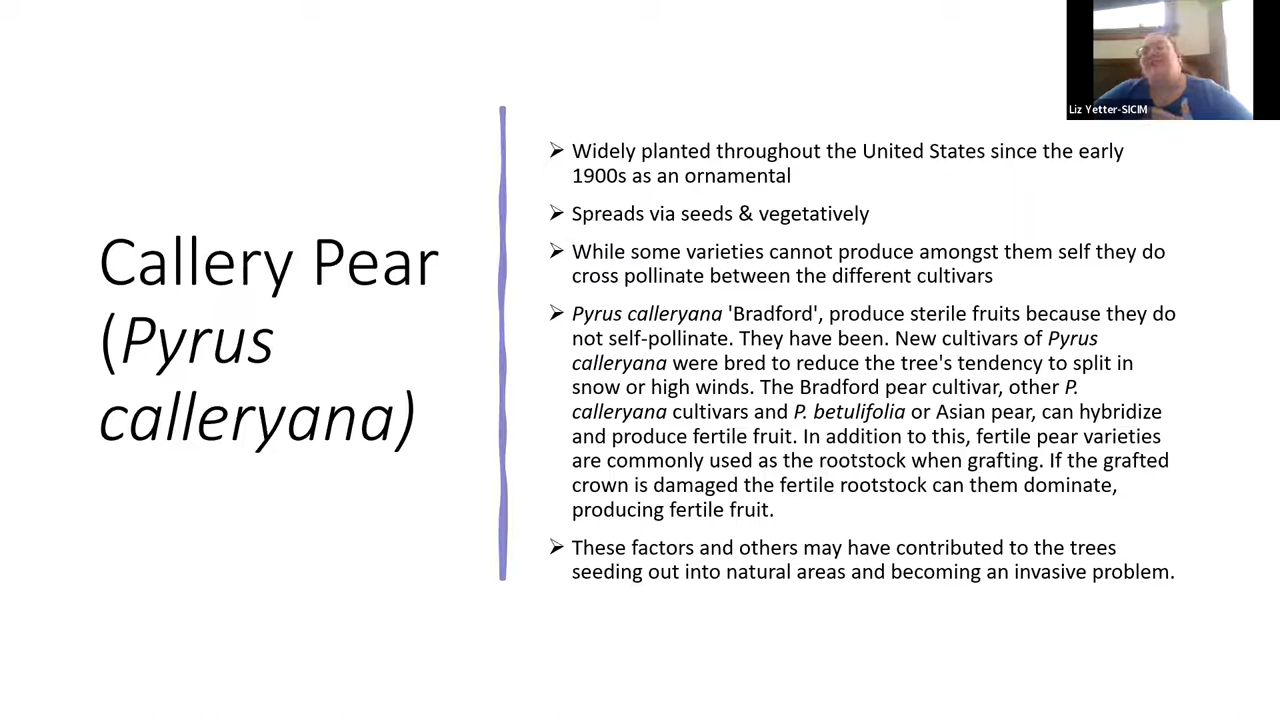 Liz Yetter-SICIM
Callery Pear
(Pyrus
calleryana)
➢ Widely planted throughout the United States since the early
1900s as an ornamental
➢ Spreads via seeds & vegetatively
➢ While some varieties cannot produce amongst them self they do
cross pollinate between the different cultivars
➢ Pyrus calleryana 'Bradford', produce sterile fruits because they do
not self-pollinate. They have been. New cultivars of Pyrus
calleryana were bred to reduce the tree's tendency to split in
snow or high winds. The Bradford pear cultivar, other P.
calleryana cultivars and P. betulifolia or Asian pear, can hybridize
and produce fertile fruit. In addition to this, fertile pear varieties
are commonly used as the rootstock when grafting. If the grafted
crown is damaged the fertile rootstock can them dominate,
producing fertile fruit.
➢ These factors and others may have contributed to the trees
seeding out into natural areas and becoming an invasive problem.